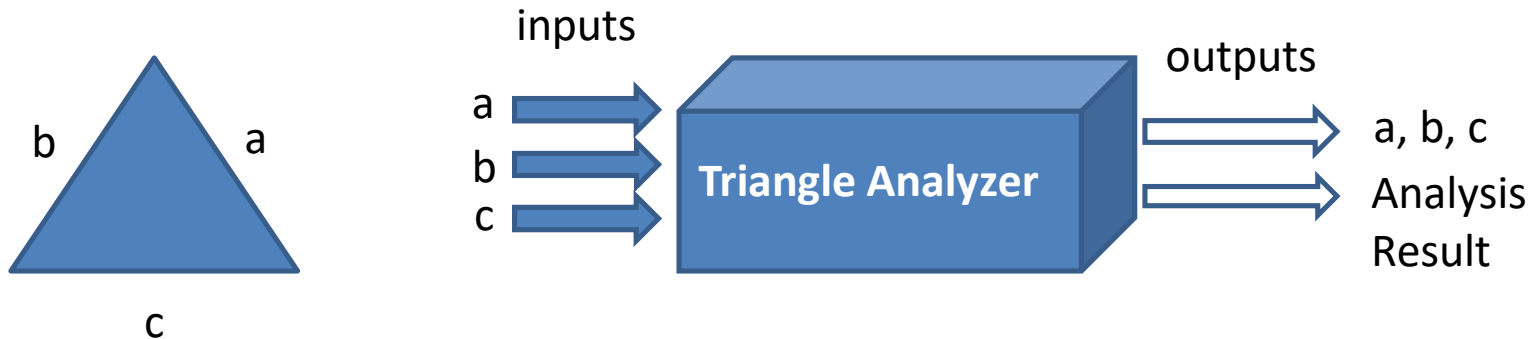 b
a
c
inputs
a
b
c
Triangle Analyzer
outputs
a, b, c
Analysis
Result